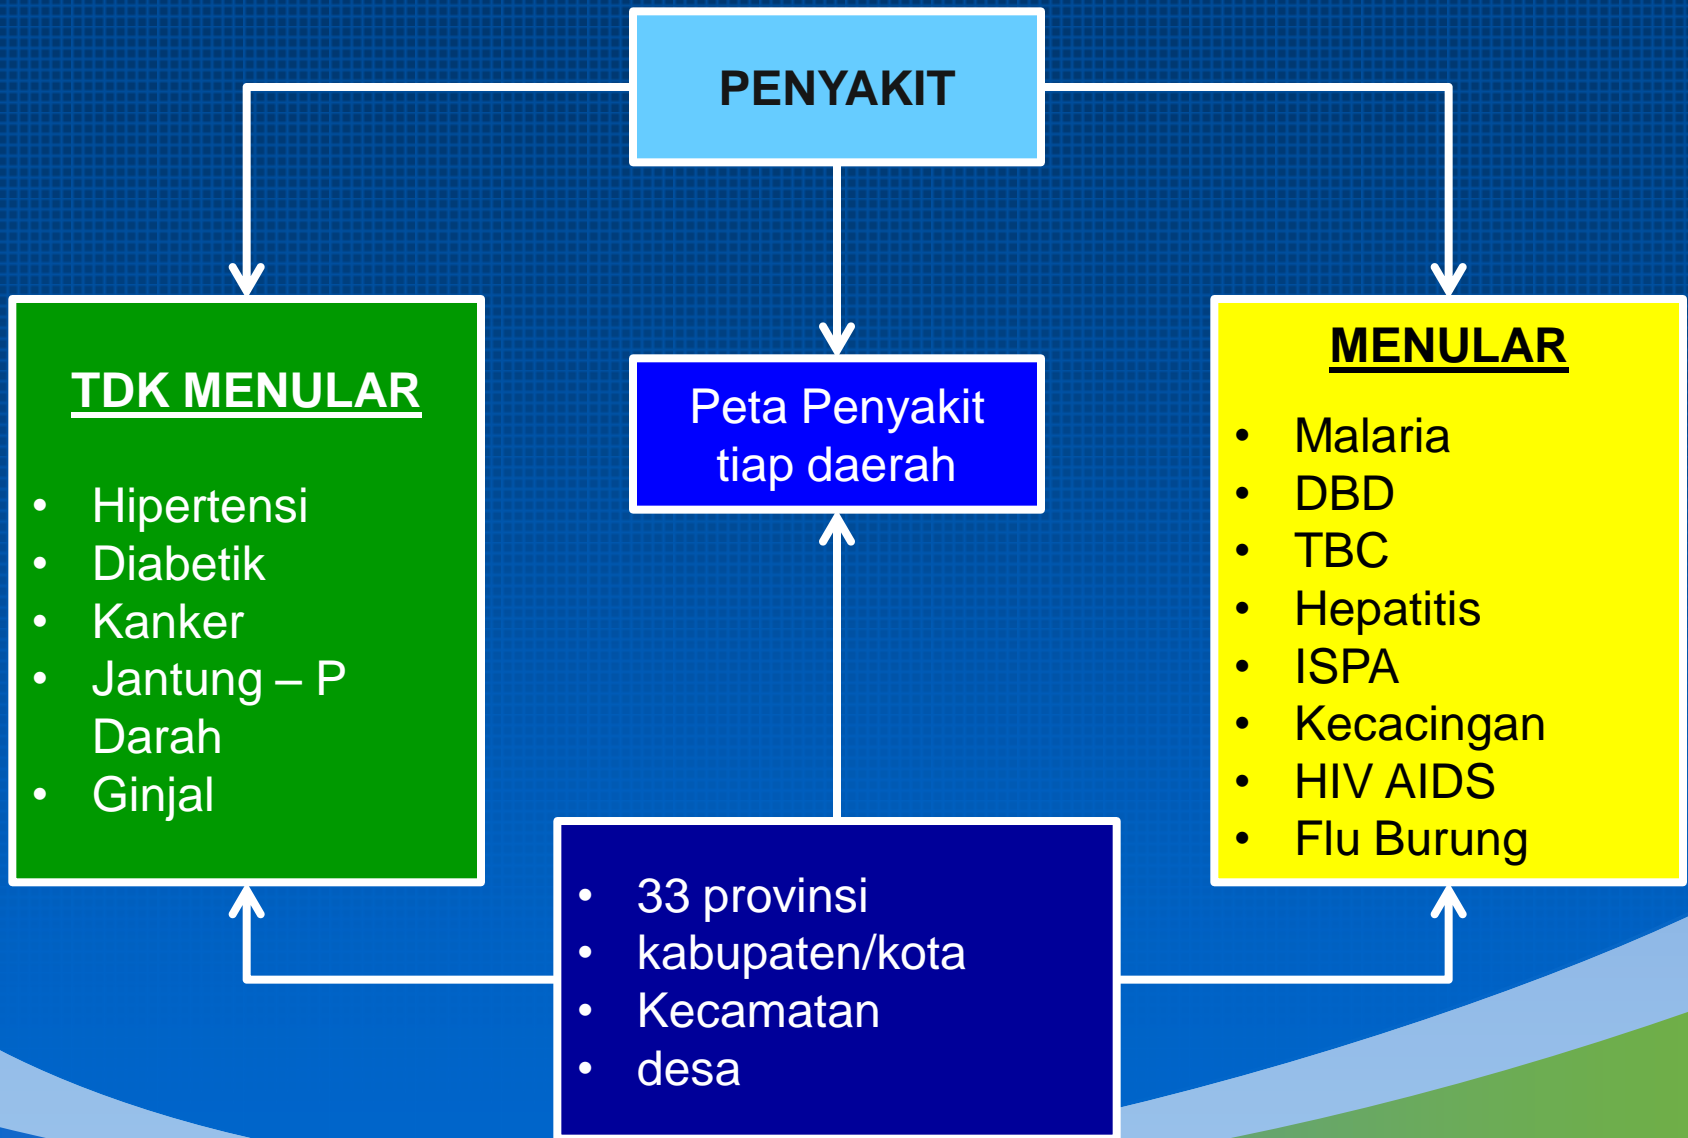 PENYAKIT
TDK MENULAR
• Hipertensi
• Diabetik
• Kanker
• Jantung – P
Darah
• Ginjal
Peta Penyakit
tiap daerah
MENULAR
• Malaria
• DBD
• TBC
• Hepatitis
• ISPA
• Kecacingan
• HIV AIDS
• Flu Burung
• 33 provinsi
• kabupaten/kota
• Kecamatan
• desa